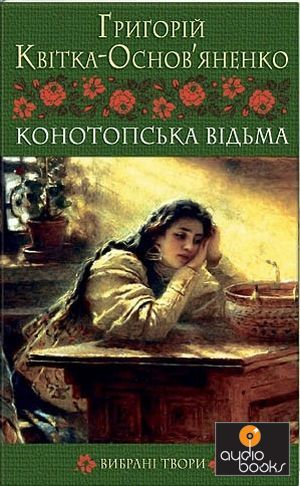 Григорій
Квітка-Основ'яненко
Конотопська відьма
Вибрані твори
audio
books